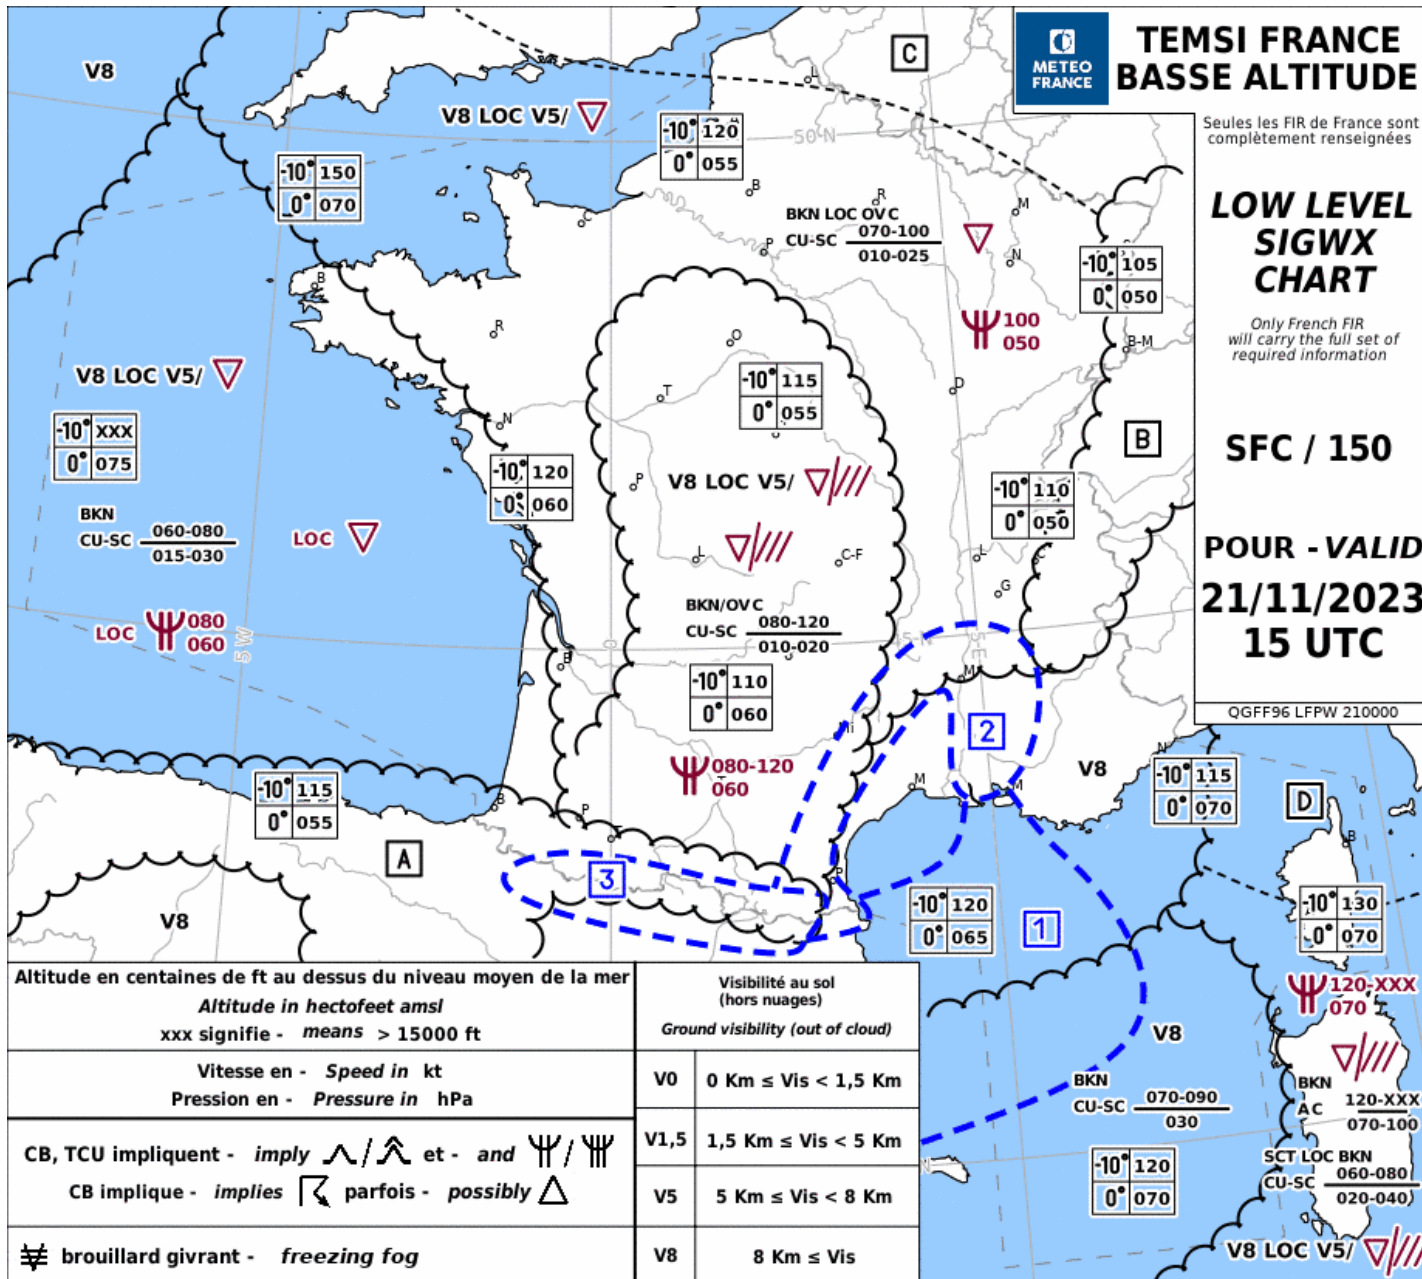 V8
C
METEO
FRANCE
TEMSI FRANCE
BASSE ALTITUDE
Seules les FIR de France sont
complètement renseignées
LOW LEVEL
SIGWX
CHART
Only French FIR
will carry the full set of
required information
SFC / 150
POUR - VALID
21/11/2023
15 UTC
QGFF96 LFPW 210000
V8 LOC V5/
-10° 120
0° 055
50 N
-10° 150
0° 070
L
C
C
B
R
P
M
N
BKN LOC OVC
CU-SC 070-100
010-025
-10° 105
0° 050
100
050
B-M
B
R
O
T
D
N
P
L
C-F
V8 LOC V5/
-10° XXX
0° 075
-10° 115
0° 055
B
V8 LOC V5/
-10° 120
0° 060
-10° 110
0° 050
BKN
CU-SC 060-080
015-030
LOC
LOC 080
060
5 W
L
C
G
BKN/OVC
CU-SC 080-120
010-020
0
B
5 E
M
-10° 110
0° 060
080-120
060
2
V8
N
M
M
-10° 115
0° 070
D
B
-10° 115
0° 055
B
P
T
A
3
P
V8
-10° 120
0° 065
1
-10° 130
0° 070
120-XXX
070
V8
BKN
CU-SC 070-090
030
BKN
AC 120-XXX
070-100
SCT LOC BKN
CU-SC 060-080
020-040
-10° 120
0° 070
N
V8 LOC V5/
Altitude en centaines de ft au dessus du niveau moyen de la mer
Altitude in hectofeet amsl
xxx signifie - means > 15000 ft
Vitesse en - Speed in kt
Pression en - Pressure in hPa
CB, TCU impliquent - imply / et - and /
CB implique - implies parfois - possibly
brouillard givrant - freezing fog
Visibilité au sol
(hors nuages)
Ground visibility (out of cloud)
V0 0 Km ≤ Vis < 1,5 Km
V1,5 1,5 Km ≤ Vis < 5 Km
V5 5 Km ≤ Vis < 8 Km
V8 8 Km ≤ Vis